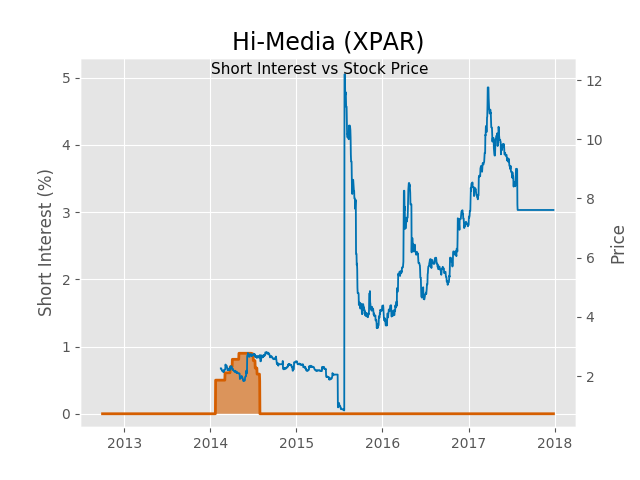 Hi-Media (XPAR)
Short Interest vs Stock Price
5
4
3
2
1
0
Short Interest (%)
12
10
8
6
4
2
Price
2013 2014 2015 2016 2017 2018